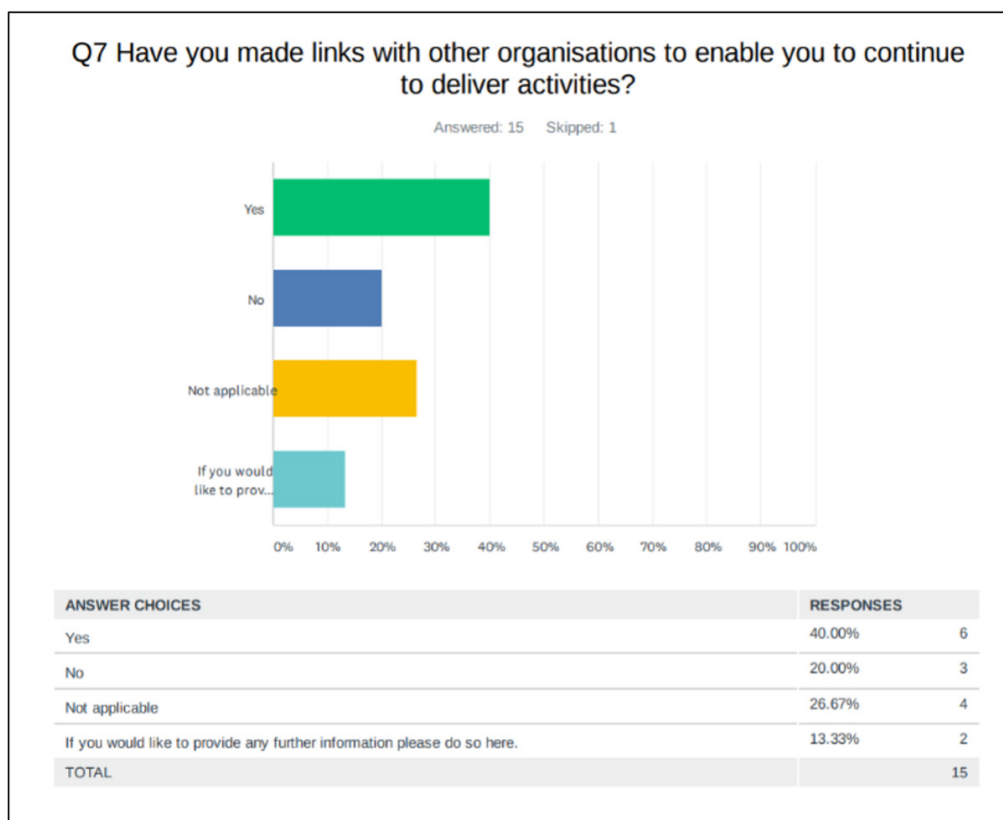 Q7 Have you made links with other organisations to enable you to continue
to deliver activities?
Answered: 15 Skipped: 1
Yes
No
Not applicable
If you would
like to prov...
0% 10% 20% 30% 40% 50% 60% 70% 80% 90% 100%
ANSWER CHOICES RESPONSES
Yes 40.00% 6
No 20.00% 3
Not applicable 26.67% 4
If you would like to provide any further information please do so here. 13.33% 2
TOTAL 15